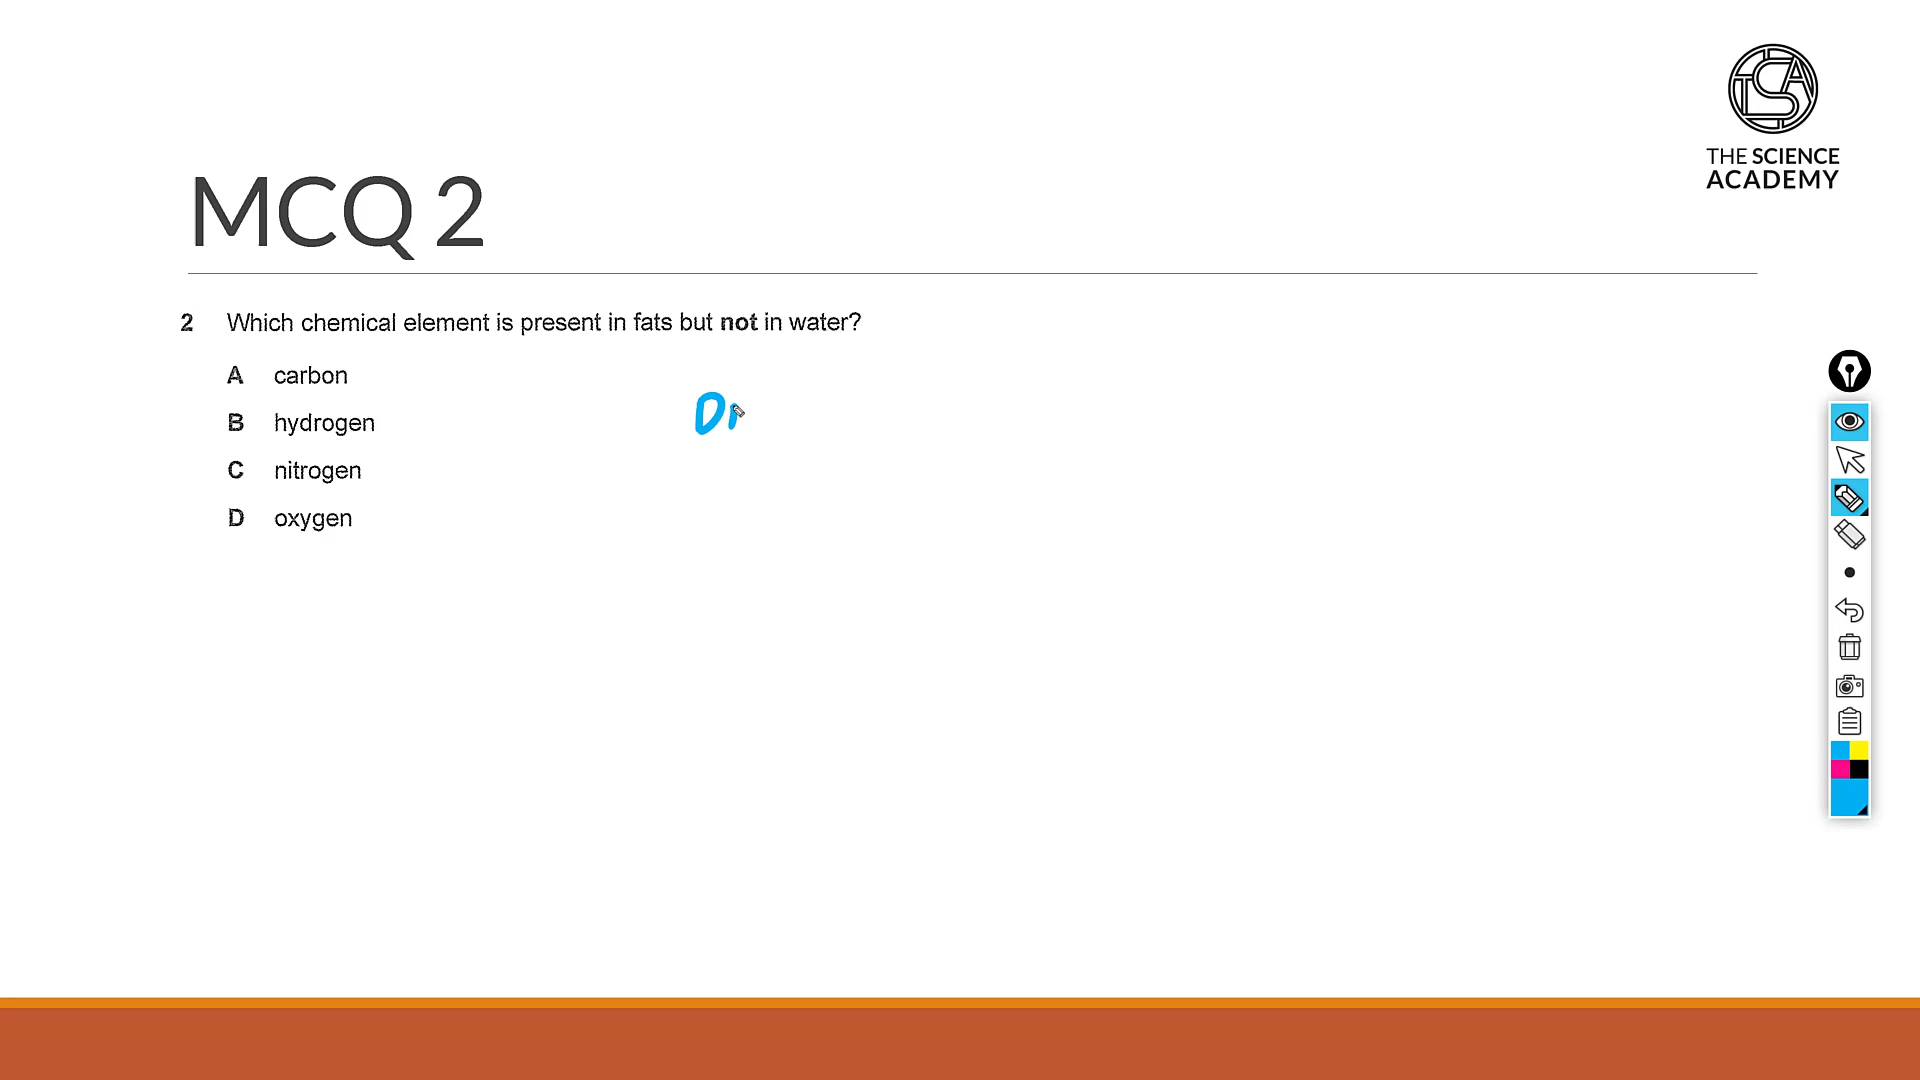 THE SCIENCE
ACADEMY
MCQ 2
2 Which chemical element is present in fats but not in water?
A carbon
B hydrogen
C nitrogen
D oxygen